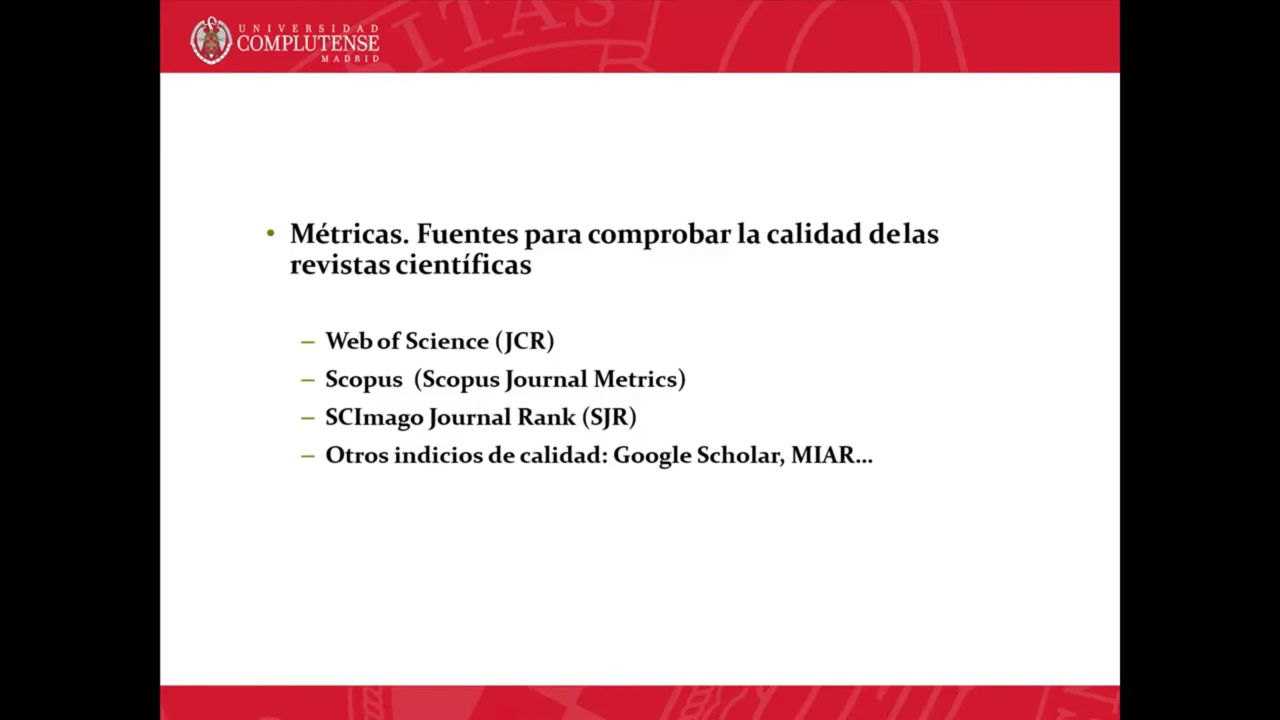 UNIVERSIDAD
COMPLUTENSE
MADRID
ITAS
• Métricas. Fuentes para comprobar la calidad de las
revistas científicas
– Web of Science (JCR)
– Scopus (Scopus Journal Metrics)
– SCImago Journal Rank (SJR)
– Otros indicios de calidad: Google Scholar, MIAR...